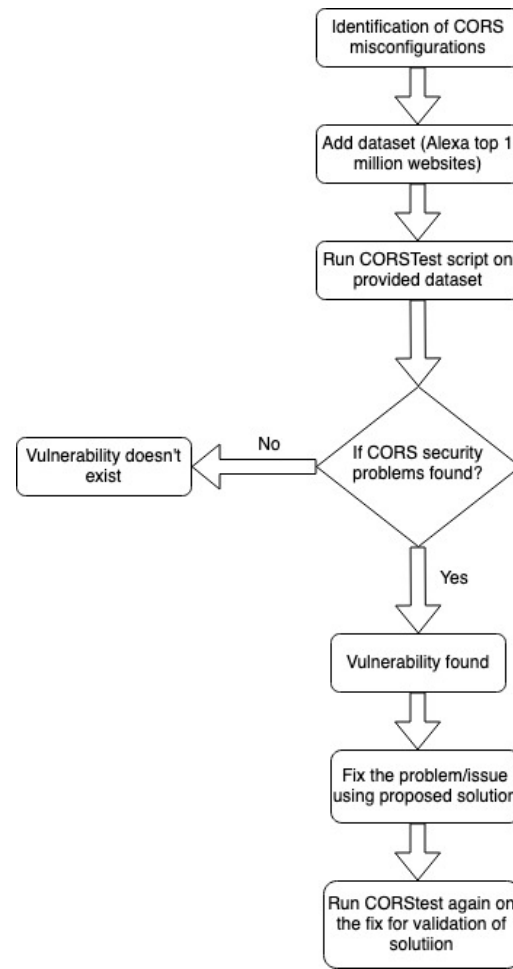 Identification of CORS
misconfigurations
Add dataset (Alexa top 1
million websites)
Run CORSTest script on
provided dataset
If CORS security
problems found?
No
Vulnerability doesn't
exist
Yes
Vulnerability found
Fix the problem/issue
using proposed solution
Run CORStest again on
the fix for validation of
solutiion